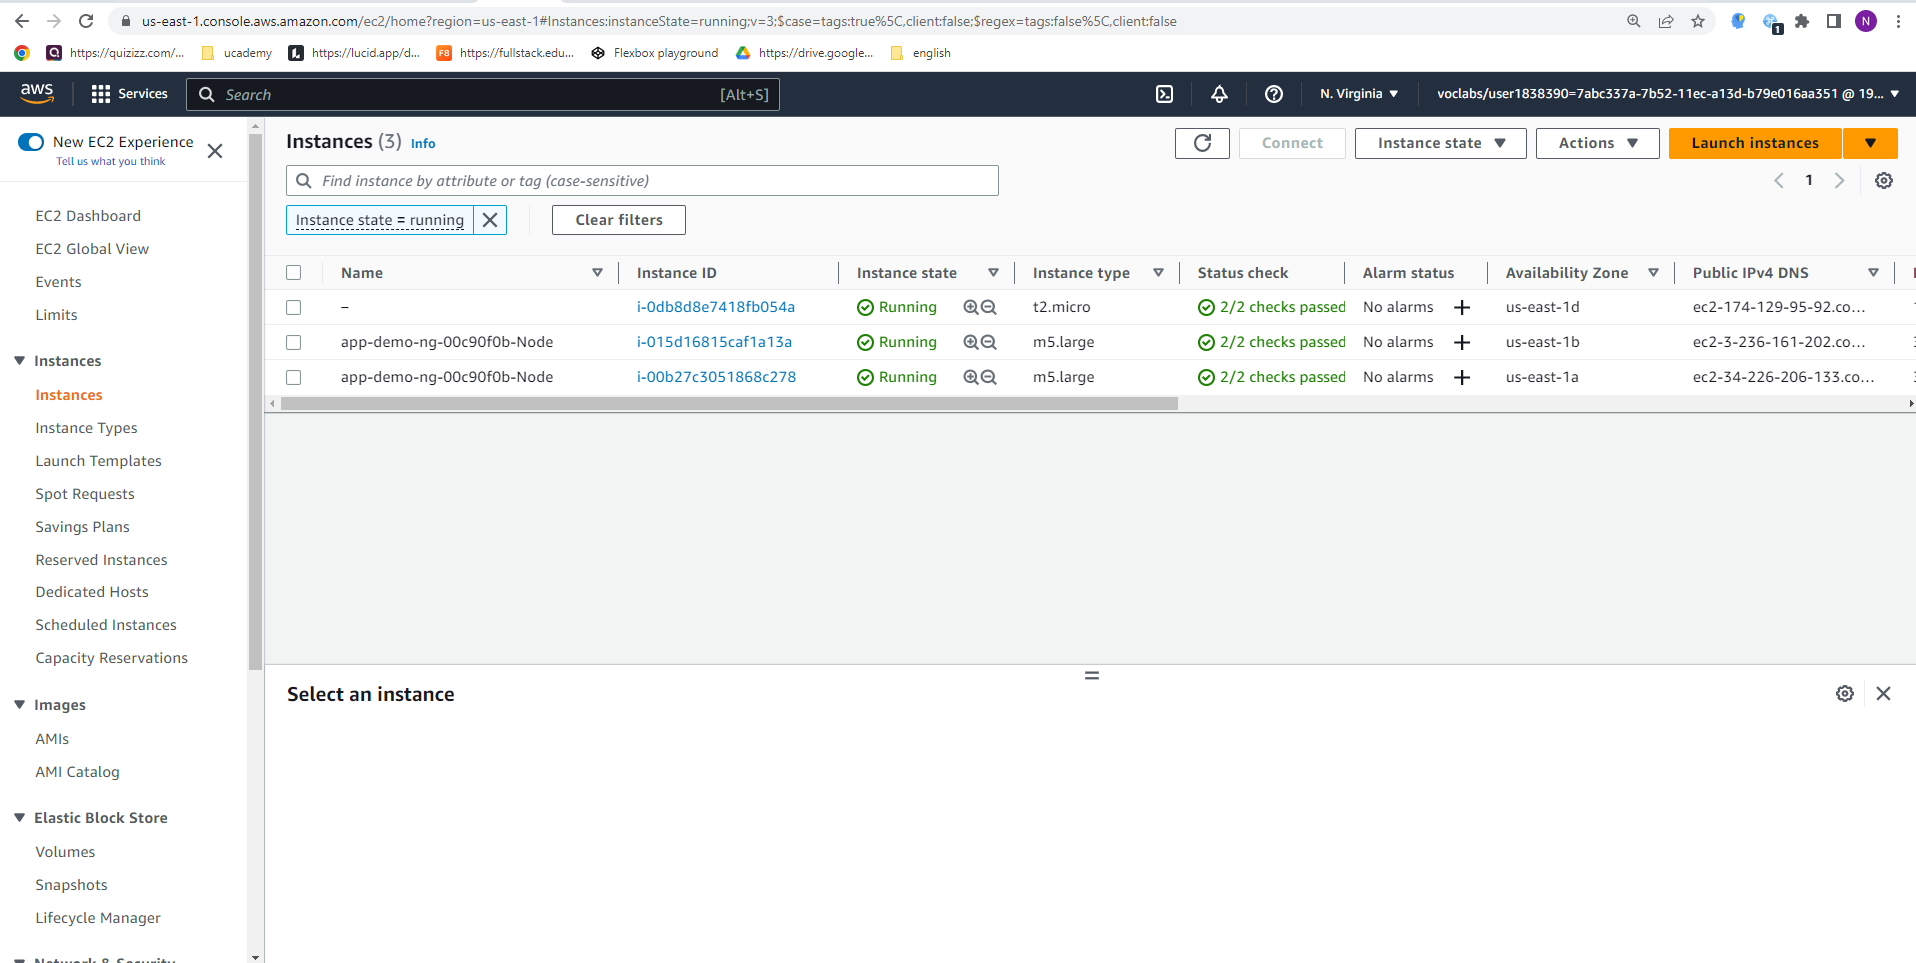 us-east-1.console.aws.amazon.com/ec2/home?region=us-east-1#Instances:instanceState=running;v=3;$case=tags:true%5C,client:false;$regex=tags:false%5C,client:false
1
N
https://quizizz.com/... ucademy https://lucid.app/d... F8 https://fullstack.edu... Flexbox playground https://drive.google... english
aws Services Search [Alt+S] N. Virginia voclabs/user1838390=7abc337a-7b52-11ec-a13d-b79e016aa351 @ 19...
New EC2 Experience
Tell us what you think
EC2 Dashboard
EC2 Global View
Events
Limits
Instances
Instances
Instance Types
Launch Templates
Spot Requests
Savings Plans
Reserved Instances
Dedicated Hosts
Scheduled Instances
Capacity Reservations
Images
AMIs
AMI Catalog
Elastic Block Store
Volumes
Snapshots
Lifecycle Manager
Network & Security
Instances (3) Info
Connect Instance state Actions Launch instances
Find instance by attribute or tag (case-sensitive)
1
Instance state = running Clear filters
Name Instance ID Instance state Instance type Status check Alarm status Availability Zone Public IPv4 DNS
– i-0db8d8e7418fb054a Running t2.micro 2/2 checks passed No alarms us-east-1d ec2-174-129-95-92.co...
app-demo-ng-00c90f0b-Node i-015d16815caf1a13a Running m5.large 2/2 checks passed No alarms us-east-1b ec2-3-236-161-202.co...
app-demo-ng-00c90f0b-Node i-00b27c3051868c278 Running m5.large 2/2 checks passed No alarms us-east-1a ec2-34-226-206-133.co...
Select an instance